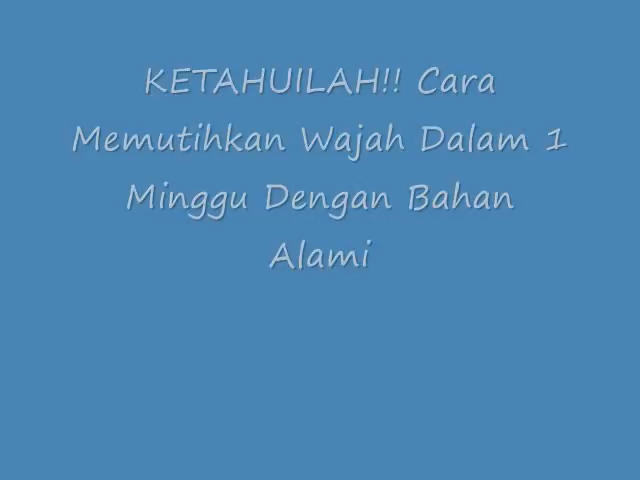 KETAHUILAH!! Cara
Memutihkan Wajah Dalam 1
Minggu Dengan Bahan
Alami